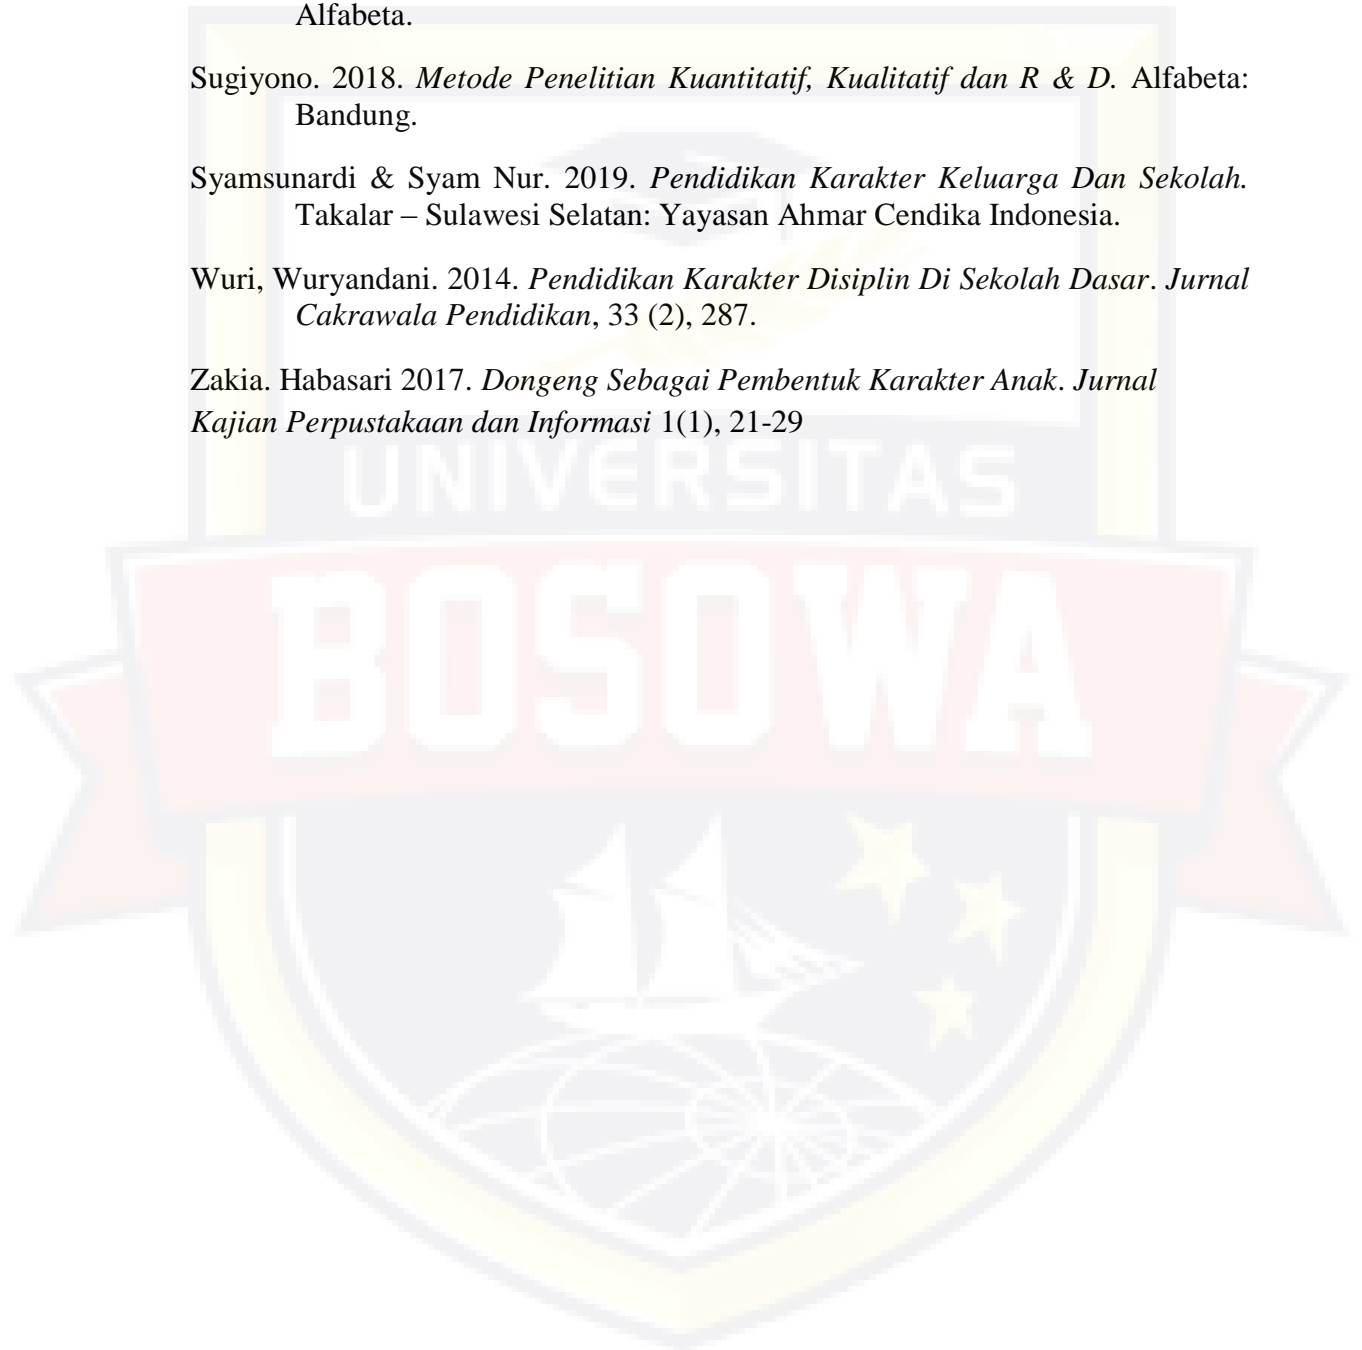 Alfabeta.
Sugiyono. 2018. Metode Penelitian Kuantitatif, Kualitatif dan R & D. Alfabeta:
Bandung.
Syamsunardi & Syam Nur. 2019. Pendidikan Karakter Keluarga Dan Sekolah.
Takalar – Sulawesi Selatan: Yayasan Ahmar Cendika Indonesia.
Wuri, Wuryandani. 2014. Pendidikan Karakter Disiplin Di Sekolah Dasar. Jurnal
Cakrawala Pendidikan, 33 (2), 287.
Zakia. Habasari 2017. Dongeng Sebagai Pembentuk Karakter Anak. Jurnal
Kajian Perpustakaan dan Informasi 1(1), 21-29
UNIVERSITAS
BOSOWA